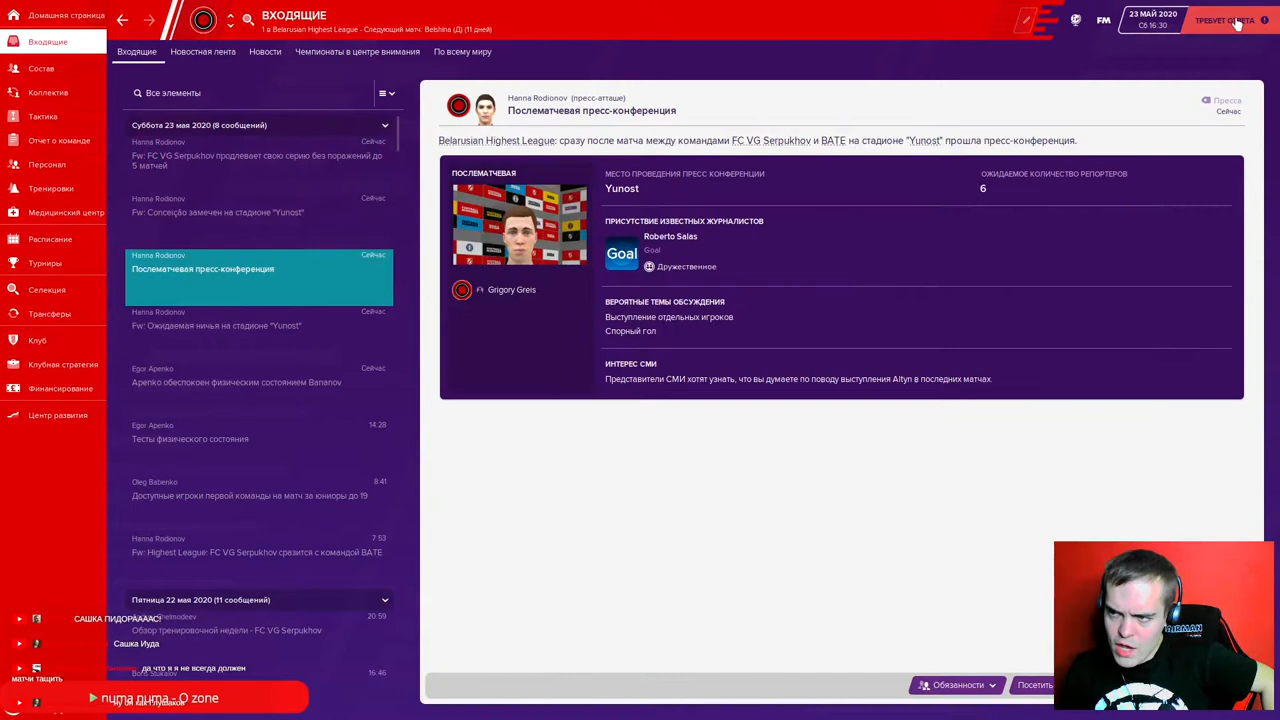 Домашняя страница
Входящие
Состав
Коллектив
Тактика
Отчет о команде
Персонал
Тренировки
Медицинский центр
Расписание
Турниры
Селекция
Трансферы
Клуб
Клубная стратегия
Финансирование
Центр развития
ВХОДЯЩИЕ
1 в Belarusian Highest League - Следующий матч: Belshina (Д) (11 дней)
FM
23 МАЙ 2020
Сб 16:30
ТРЕБУЕТ ОТВЕТА
Входящие Новостная лента Новости Чемпионаты в центре внимания По всему миру
Все элементы
Суббота 23 мая 2020 (8 сообщений)
Hanna Rodionov Сейчас
Fw: FC VG Serpukhov продлевает свою серию без поражений до
5 матчей
Hanna Rodionov Сейчас
Fw: Conceição замечен на стадионе "Yunost"
Hanna Rodionov Сейчас
Послематчевая пресс-конференция
Hanna Rodionov Сейчас
Fw: Ожидаемая ничья на стадионе "Yunost"
Egor Apenko Сейчас
Apenko обеспокоен физическим состоянием Bananov
Egor Apenko 14:28
Тесты физического состояния
Oleg Babenko 8:41
Доступные игроки первой команды на матч за юниоры до 19
Hanna Rodionov 7:53
Fw: Highest League: FC VG Serpukhov сразится с командой BATE
Пятница 22 мая 2020 (11 сообщений)
Shelmodeev 20:59
Обзор тренировочной недели - FC VG Serpukhov
Boris Stukalov 16:46
Hanna Rodionov (пресс-атташе)
Послематчевая пресс-конференция
Пресса
Сейчас
Belarusian Highest League: сразу после матча между командами FC VG Serpukhov и BATE на стадионе "Yunost" прошла пресс-конференция.
ПОСЛЕМАТЧЕВАЯ
Grigory Greis
МЕСТО ПРОВЕДЕНИЯ ПРЕСС КОНФЕРЕНЦИИ
Yunost
ОЖИДАЕМОЕ КОЛИЧЕСТВО РЕПОРТЕРОВ
6
ПРИСУТСТВИЕ ИЗВЕСТНЫХ ЖУРНАЛИСТОВ
Goal
Roberto Salas
Goal
Дружественное
ВЕРОЯТНЫЕ ТЕМЫ ОБСУЖДЕНИЯ
Выступление отдельных игроков
Спорный гол
ИНТЕРЕС СМИ
Представители СМИ хотят узнать, что вы думаете по поводу выступления Altyn в последних матчах.
Обязанности
Посетить
САШКА ПИДОРАААAС!
Сашка Иуда
да что я я не всегда должен
матчи тащить
numa numa - O zone